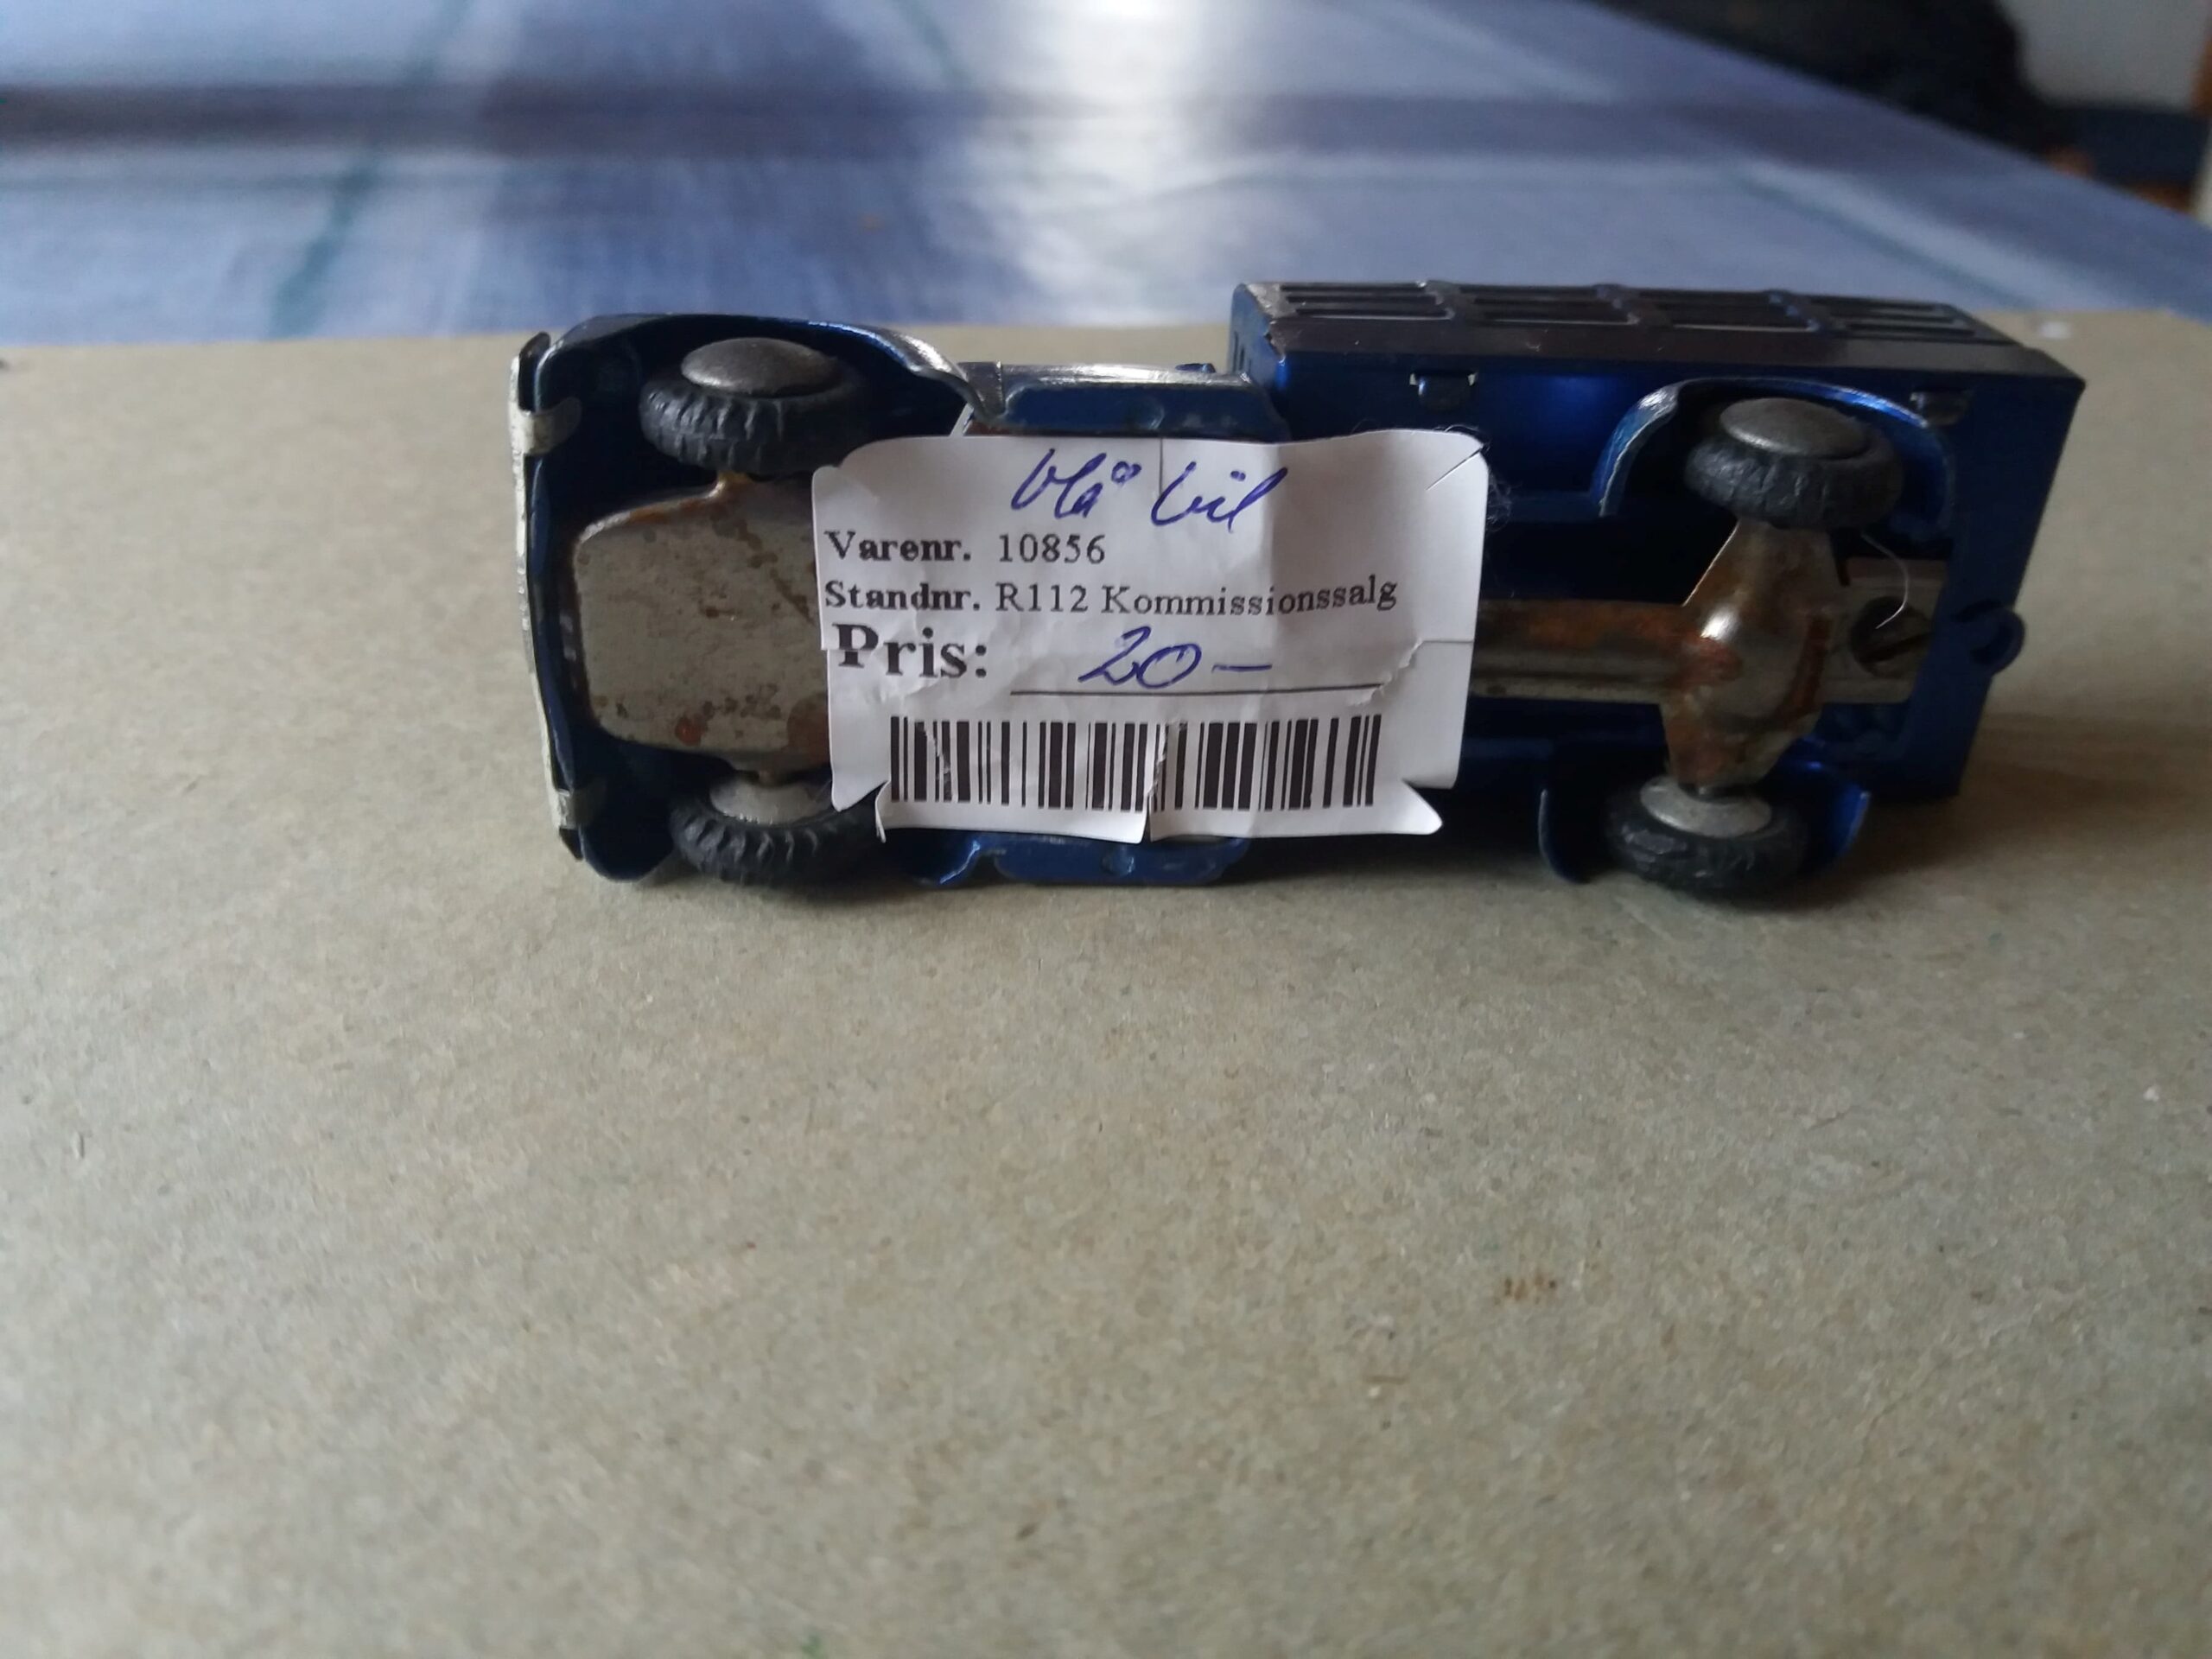 blå bil
Varenr. 10856
Standnr. R112 Kommissionssalg
Pris: 20-